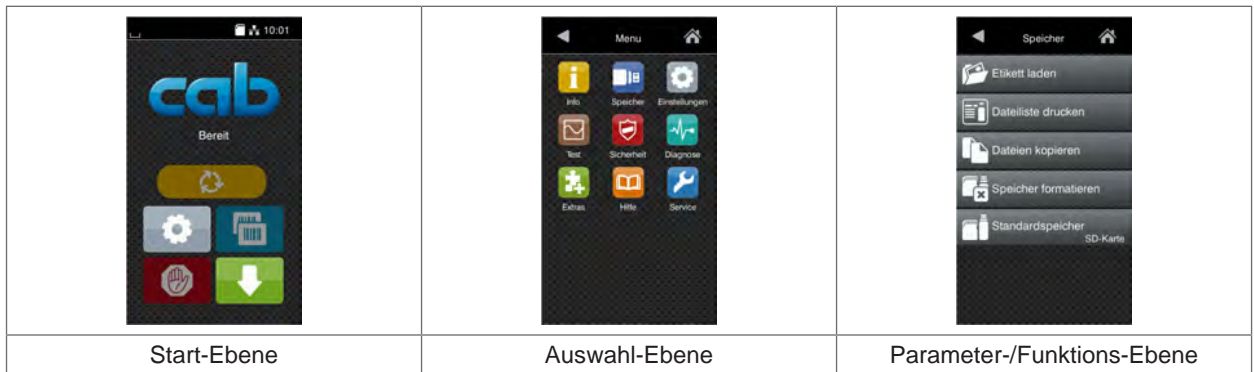 10:01
cab
Bereit
Menu
Info Speicher Einstellungen
Test Sicherheit Diagnose
Extras Hilfe Service
Speicher
Etikett laden
Dateiliste drucken
Dateien kopieren
Speicher formatieren
Standardspeicher
SD-Karte
Start-Ebene
Auswahl-Ebene
Parameter-/Funktions-Ebene